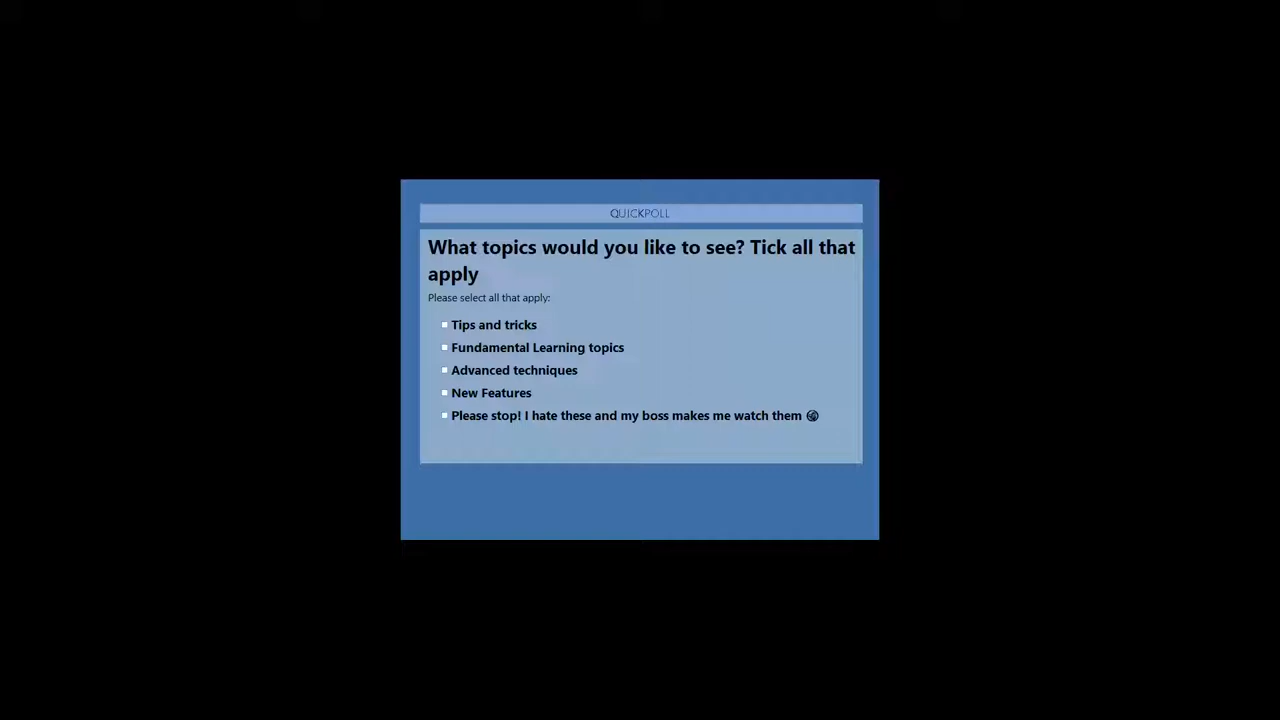 QUICKPOLL
What topics would you like to see? Tick all that
apply
Please select all that apply:
Tips and tricks
Fundamental Learning topics
Advanced techniques
New Features
Please stop! I hate these and my boss makes me watch them